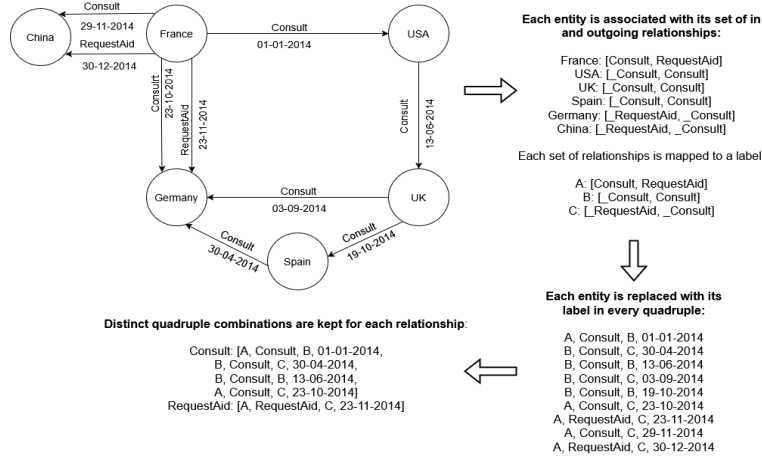 Consult
29-11-2014
China
RequestAid
30-12-2014
France
Consult
01-01-2014
USA
Consulrt
23-10-2014
RequestAid
23-11-2014
Consult
13-06-2014
Germany
Consult
03-09-2014
UK
Consult
30-04-2014
Spain
Consult
19-10-2014
Each entity is associated with its set of in
and outgoing relationships:
France: [Consult, RequestAid]
USA: [_Consult, Consult]
UK: [_Consult, Consult]
Spain: [_Consult, Consult]
Germany: [_RequestAid, _Consult]
China: [_RequestAid, _Consult]
Each set of relationships is mapped to a label
A: [Consult, RequestAid]
B: [_Consult, Consult]
C: [_RequestAid, _Consult]
Each entity is replaced with its
label in every quadruple:
A, Consult, B, 01-01-2014
B, Consult, C, 30-04-2014
B, Consult, B, 13-06-2014
B, Consult, C, 03-09-2014
B, Consult, B, 19-10-2014
A, Consult, C, 23-10-2014
A, RequestAid, C, 23-11-2014
A, Consult, C, 29-11-2014
A, RequestAid, C, 30-12-2014
Distinct quadruple combinations are kept for each relationship:
Consult: [A, Consult, B, 01-01-2014,
B, Consult, C, 30-04-2014,
B, Consult, B, 13-06-2014,
A, Consult, C, 23-10-2014]
RequestAid: [A, RequestAid, C, 23-11-2014]